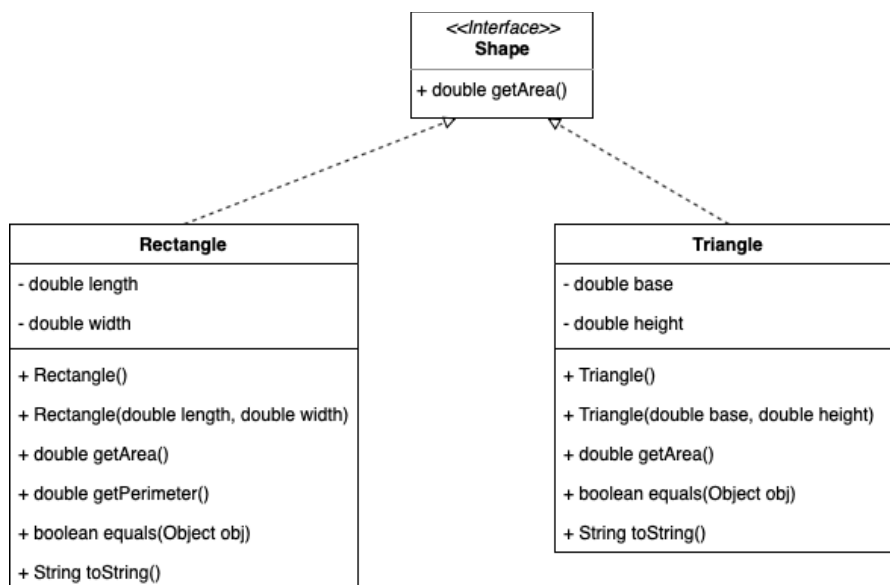 <<Interface>>
Shape
+ double getArea()
Rectangle
- double length
- double width
+ Rectangle()
+ Rectangle(double length, double width)
+ double getArea()
+ double getPerimeter()
+ boolean equals(Object obj)
+ String toString()
Triangle
- double base
- double height
+ Triangle()
+ Triangle(double base, double height)
+ double getArea()
+ boolean equals(Object obj)
+ String toString()